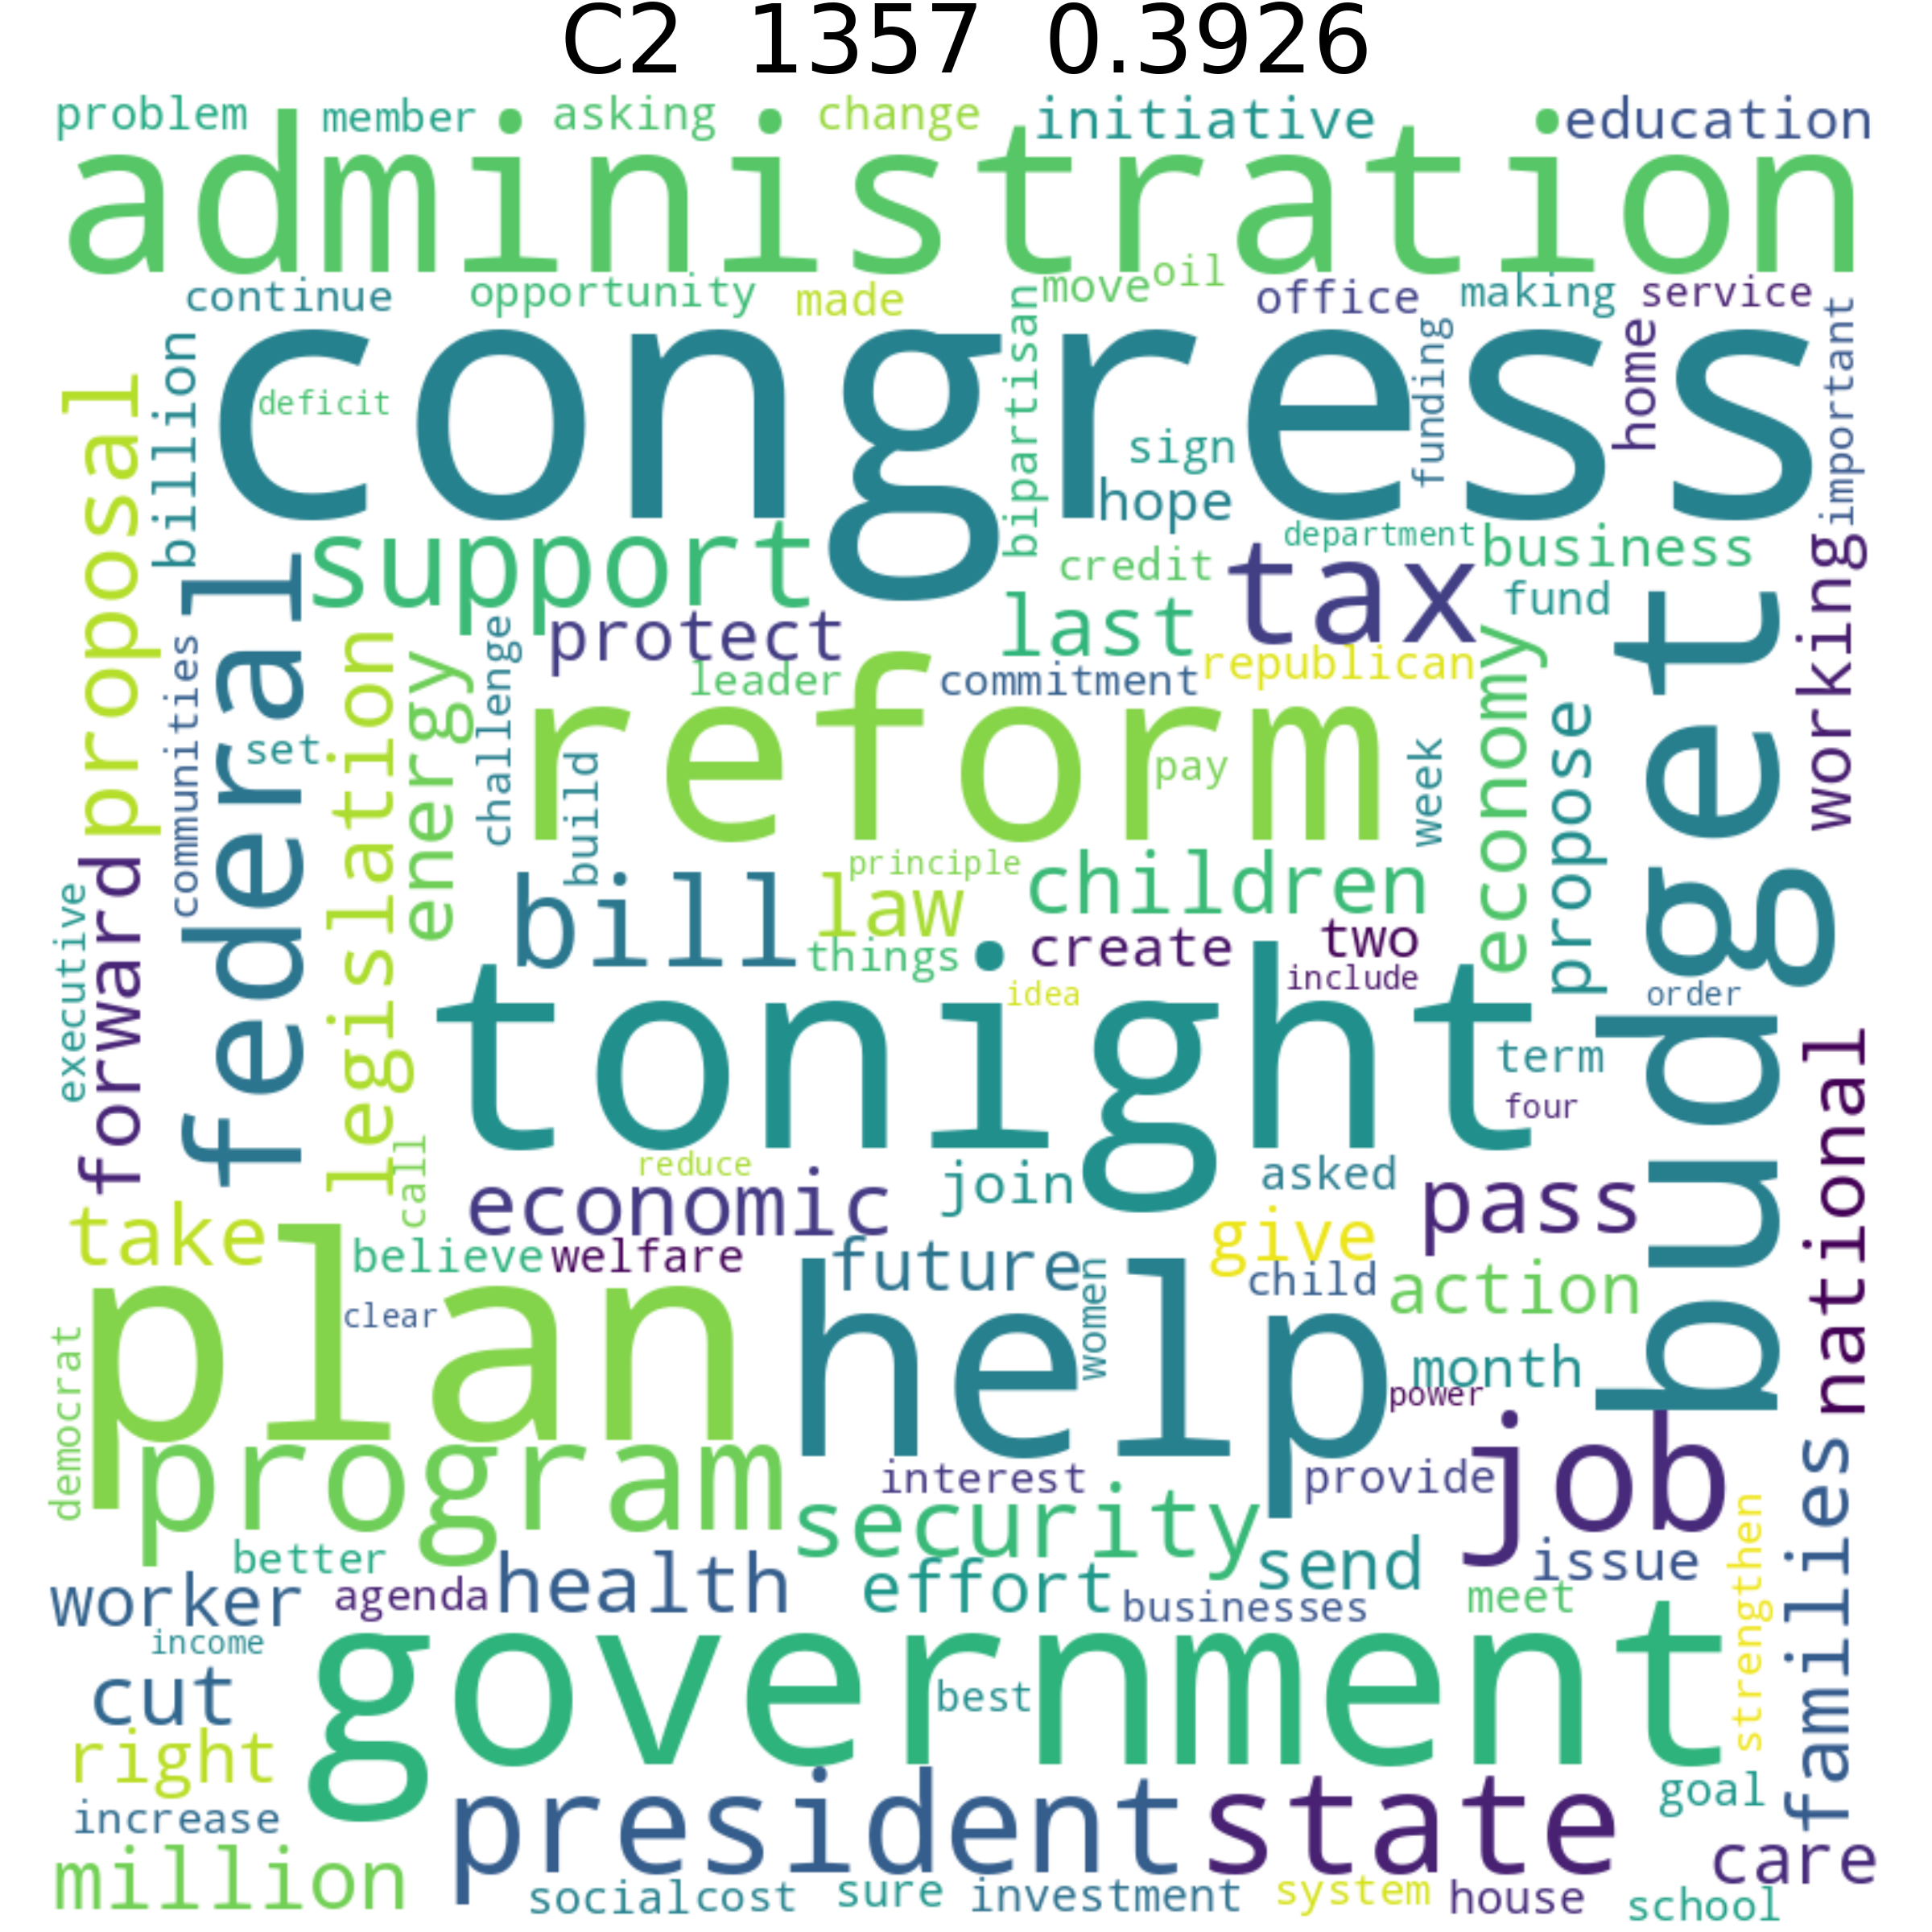 C2 1357 0.3926
problem member asking change initiative education
administration
continue opportunity made move oil office making service
congress
deficit
billion
proposal
bipartisan
sign
hope
funding
home
important
support
department business
credit
tax
fund
protect
last
leader commitment republican
federal
communities
set
legislation
energy
challenge
build
reform
pay
week
economy
propose
budget
working
principle
bill law children
things create two
include
idea
order
tonight
term
four
executive
forward
national
call
reduce
economic join asked pass
take
believe welfare future give
child action
clear
women
plan help
democrat
month
power
job
program
interest provide
security
better
worker agenda health effort send issue
businesses meet
strengthen
families
income
cut government
best
right
increase president state goal
million care
social cost sure investment system house school